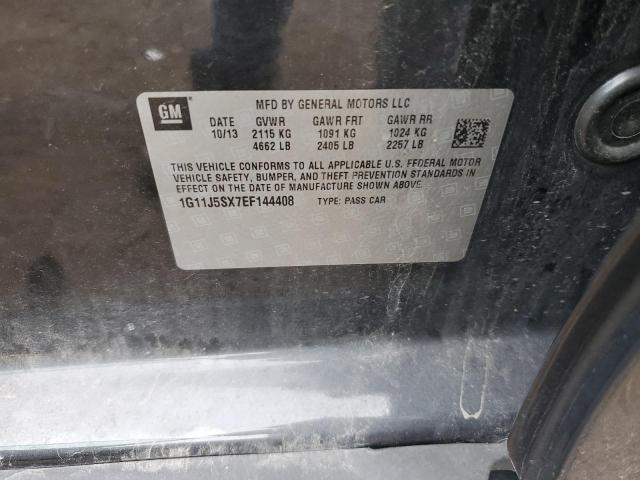 GM
MFD BY GENERAL MOTORS LLC
DATE GVWR GAWR FRT GAWR RR
10/13 2115 KG 1091 KG 1024 KG
4662 LB 2405 LB 2257 LB
THIS VEHICLE CONFORMS TO ALL APPLICABLE U.S. FEDERAL MOTOR
VEHICLE SAFETY, BUMPER, AND THEFT PREVENTION STANDARDS IN
EFFECT ON THE DATE OF MANUFACTURE SHOWN ABOVE.
1G11J5SX7EF144408 TYPE: PASS CAR